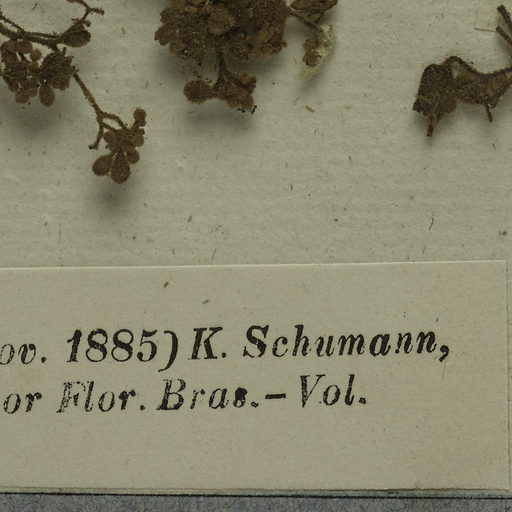 ov. 1885) K. Schumann,
or Flor. Bras.— Vol.